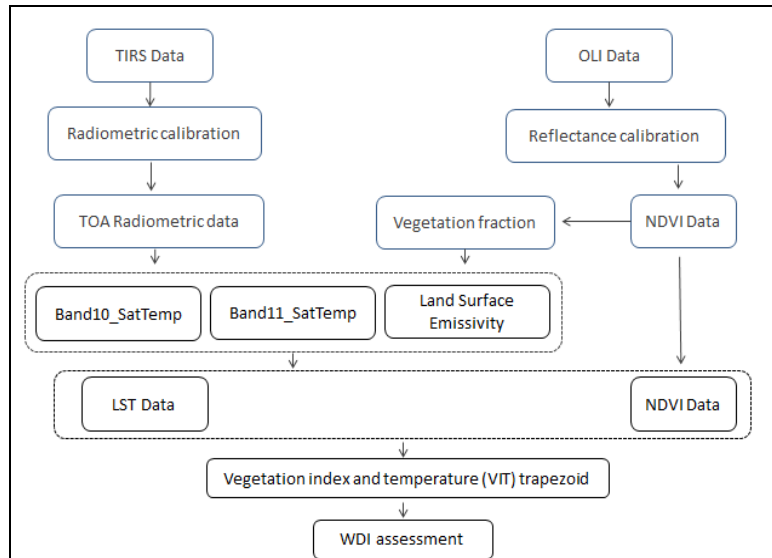 TIRS Data
OLI Data
Radiometric calibration
Reflectance calibration
TOA Radiometric data
Vegetation fraction
NDVI Data
Band10_SatTemp
Band11_SatTemp
Land Surface
Emissivity
LST Data
NDVI Data
Vegetation index and temperature (VIT) trapezoid
WDI assessment